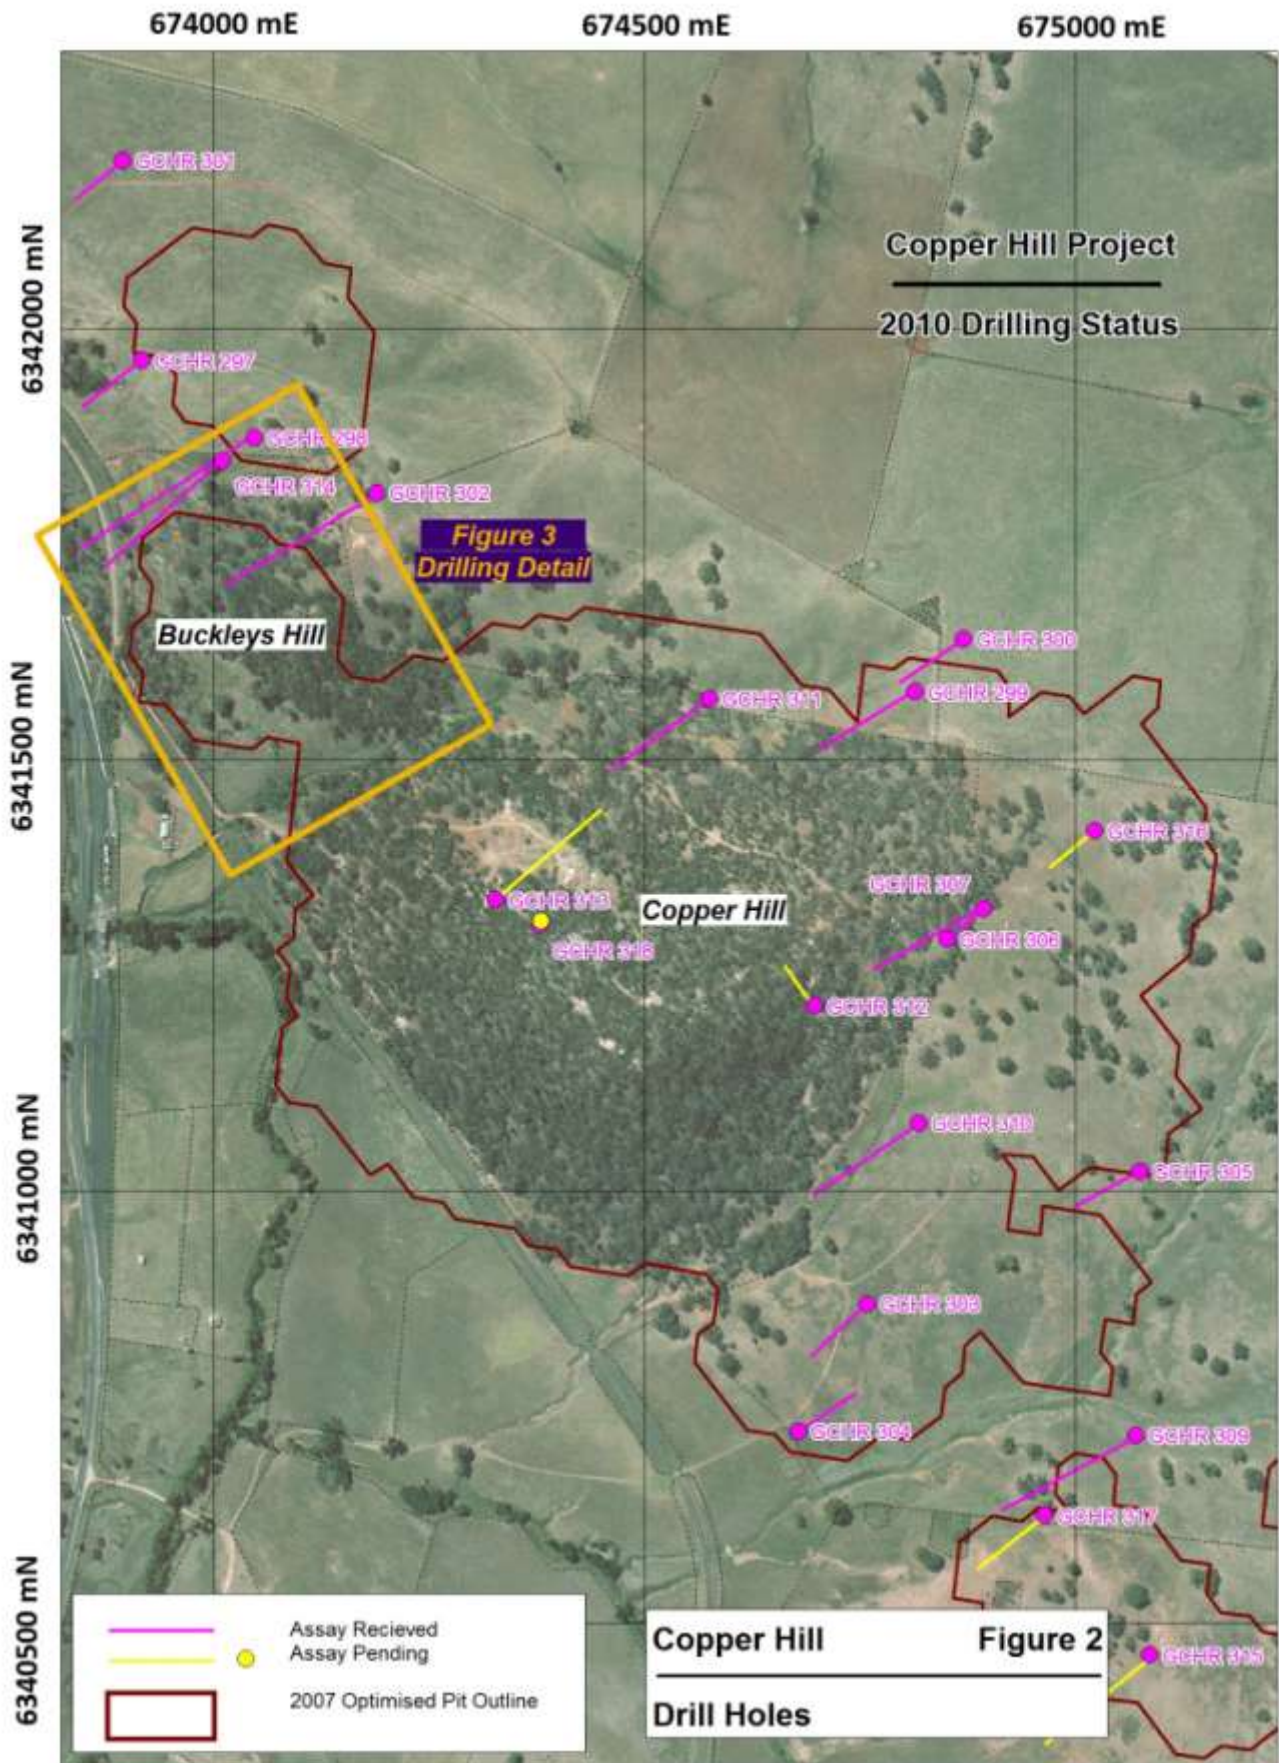 674000 mE
674500 mE
675000 mE
GCHR 301
6342000 mN
Copper Hill Project
2010 Drilling Status
GCHR 297
GCHR 298
GCHR 314
GCHR 302
Figure 3
Drilling Detail
Buckleys Hill
GCHR 300
GCHR 299
GCHR 311
6341500 mN
GCHR 316
GCHR 307
GCHR 313
Copper Hill
GCHR 306
GCHR 318
GCHR 312
6341000 mN
GCHR 310
GCHR 305
GCHR 303
GCHR 304
GCHR 317
6340500 mN
Assay Recieved
Assay Pending
2007 Optimised Pit Outline
Copper Hill Figure 2
Drill Holes
GCHR 315